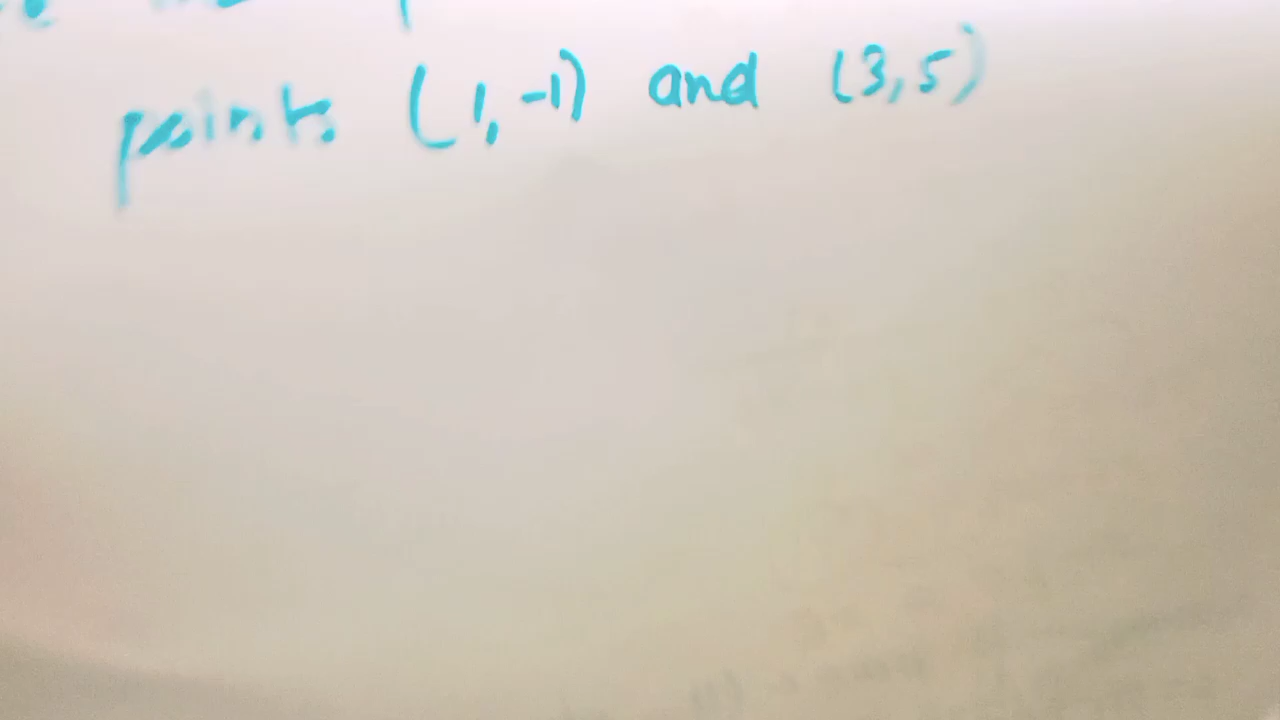 points (1,-1) and (3,5)